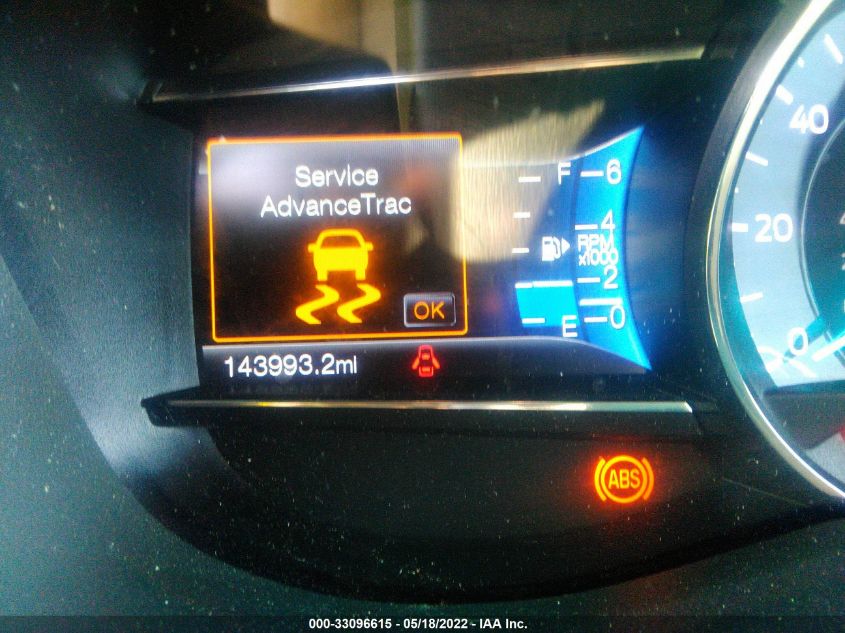 Service
AdvanceTrac
OK
143993.2mi
F
E
6
4
RPM
x1000
2
0
40
20
0
ABS
000-33096615 - 05/18/2022 - IAA Inc.